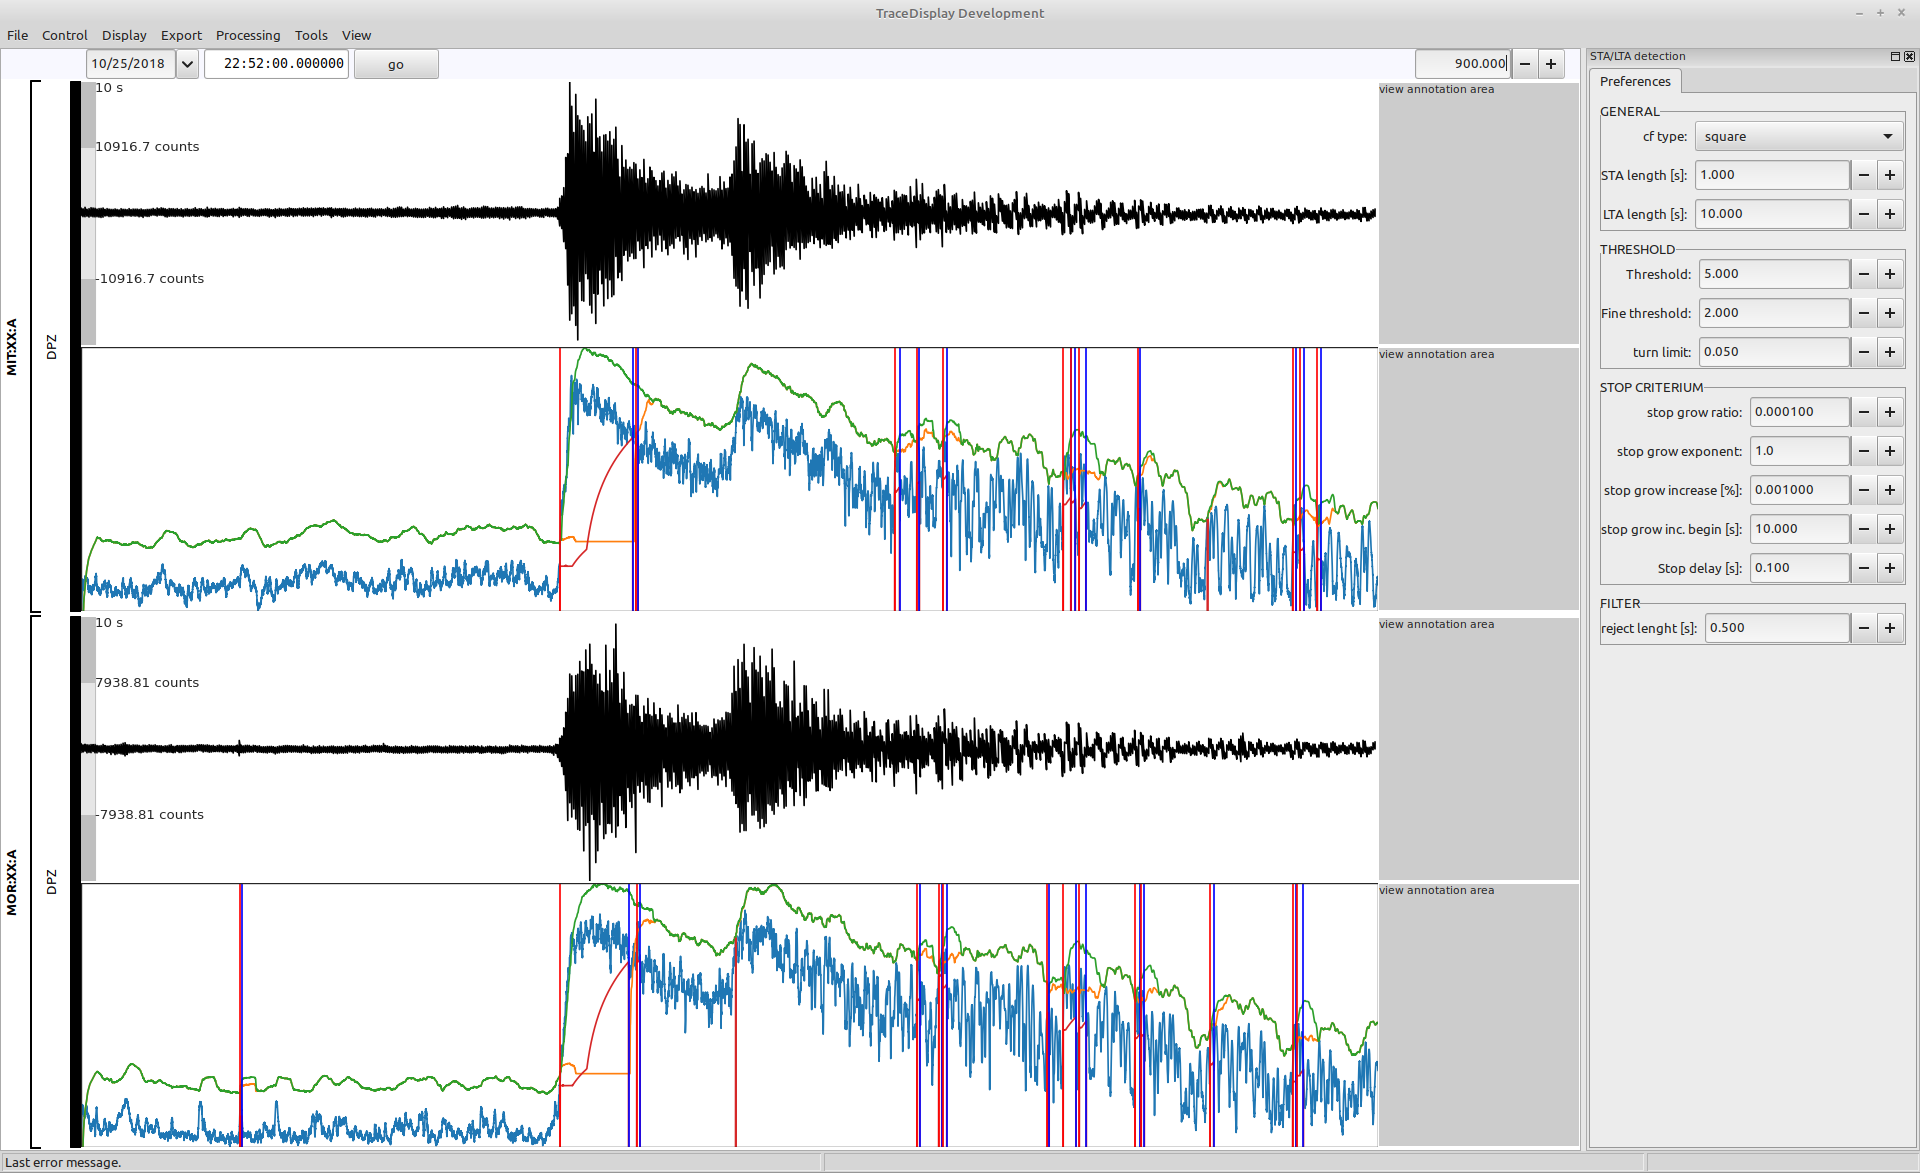 TraceDisplay Development
File Control Display Export Processing Tools View
10/25/2018 22:52:00.000000 go 900.000 − +
MIT:XX:A
DPZ
10 s
10916.7 counts
-10916.7 counts
view annotation area
view annotation area
MOR:XX:A
DPZ
10 s
7938.81 counts
-7938.81 counts
view annotation area
view annotation area
STA/LTA detection
Preferences
GENERAL
cf type: square
STA length [s]: 1.000 − +
LTA length [s]: 10.000 − +
THRESHOLD
Threshold: 5.000 − +
Fine threshold: 2.000 − +
turn limit: 0.050 − +
STOP CRITERIUM
stop grow ratio: 0.000100 − +
stop grow exponent: 1.0 − +
stop grow increase [%]: 0.001000 − +
stop grow inc. begin [s]: 10.000 − +
Stop delay [s]: 0.100 − +
FILTER
reject lenght [s]: 0.500 − +
Last error message.